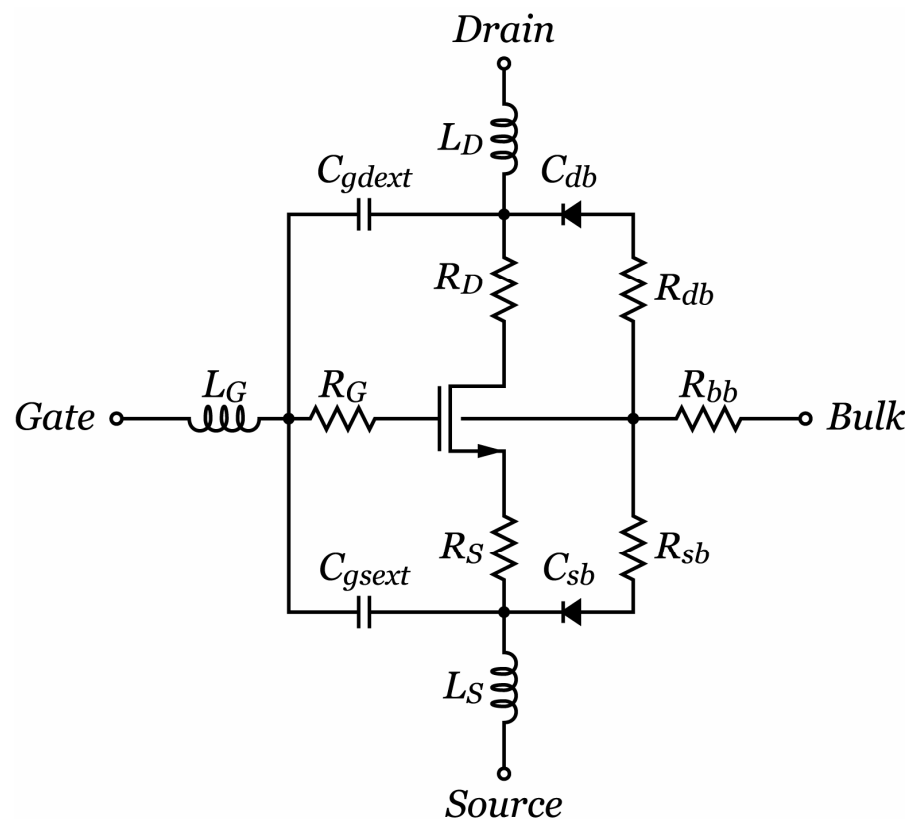 Drain
L_D
C_gdext
C_db
R_D
R_db
L_G
R_G
R_bb
Gate
Bulk
R_S
R_sb
C_gsext
C_sb
L_S
Source